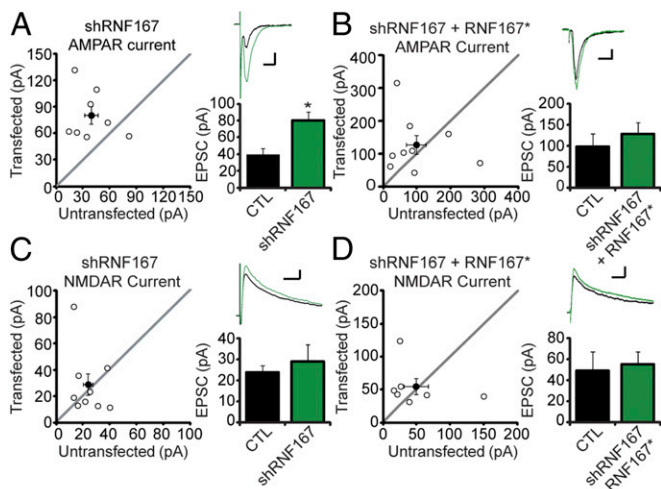 A
shRNF167
AMPAR current
Transfected (pA)
150
120
90
60
30
0
0 30 60 90 120 150
Untransfected (pA)
EPSC (pA)
100
80
60
40
20
0
*
CTL
shRNF167
B
shRNF167 + RNF167*
AMPAR Current
Transfected (pA)
400
300
200
100
0
0 100 200 300 400
Untransfected (pA)
EPSC (pA)
200
150
100
50
0
CTL
shRNF167
+ RNF167*
C
shRNF167
NMDAR Current
Transfected (pA)
100
80
60
40
20
0
0 20 40 60 80 100
Untransfected (pA)
EPSC (pA)
40
30
20
10
0
CTL
shRNF167
D
shRNF167 + RNF167*
NMDAR Current
Transfected (pA)
200
150
100
50
0
0 50 100 150 200
Untransfected (pA)
EPSC (pA)
80
60
40
20
0
CTL
shRNF167
RNF167*